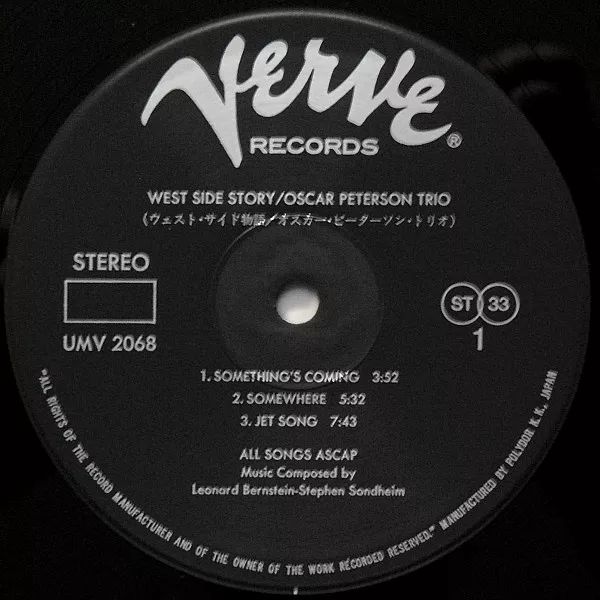 Verve®
RECORDS
WEST SIDE STORY/OSCAR PETERSON TRIO
(ウェスト・サイド物語/オスカー・ピーターソン・トリオ)
STEREO
ST 33
UMV 2068
1
1. SOMETHING'S COMING 3:52
2. SOMEWHERE 5:32
3. JET SONG 7:43
ALL SONGS ASCAP
Music Composed by
Leonard Bernstein-Stephen Sondheim
"ALL RIGHTS OF THE RECORD MANUFACTURER AND OF THE OWNER OF THE WORK RECORDED RESERVED." MANUFACTURED BY POLYDOR K.K. JAPAN